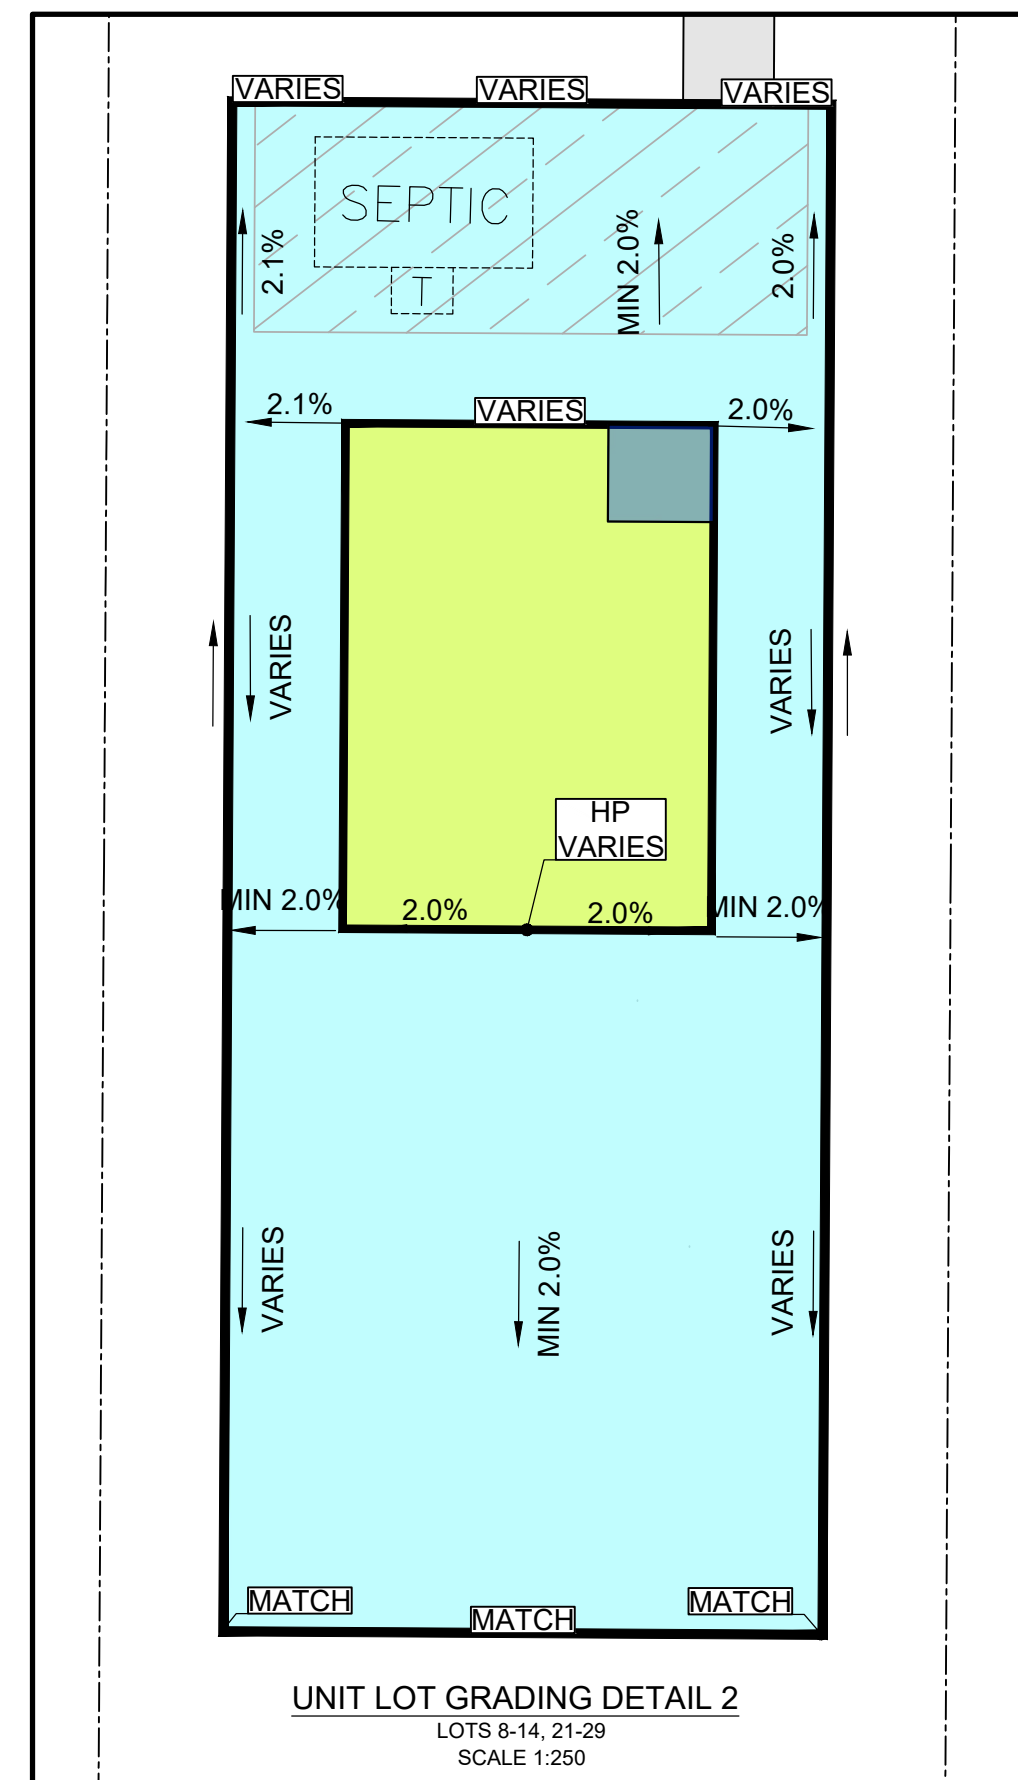 VARIES
VARIES
VARIES
SEPTIC
T
2.1%
MIN 2.0%
2.0%
2.1%
VARIES
2.0%
VARIES
VARIES
HP
VARIES
MIN 2.0%
2.0%
2.0%
MIN 2.0%
VARIES
MIN 2.0%
VARIES
MATCH
MATCH
MATCH
UNIT LOT GRADING DETAIL 2
LOTS 8-14, 21-29
SCALE 1:250